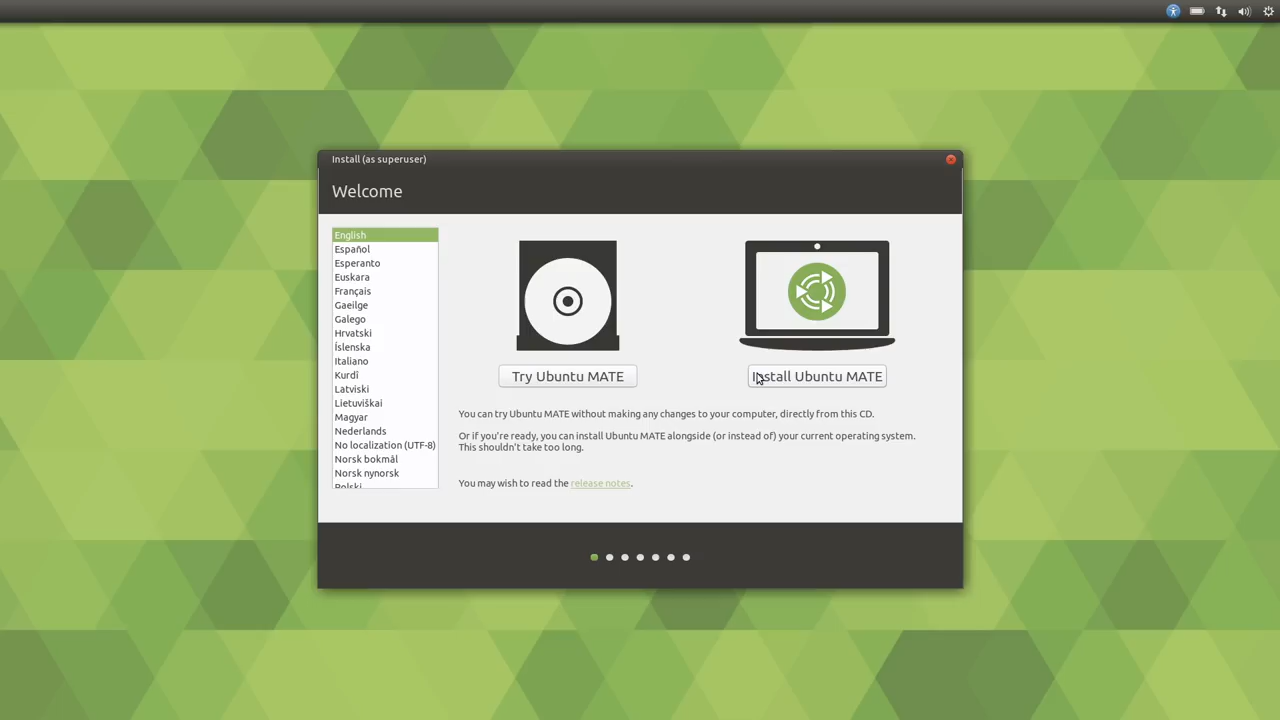 Install (as superuser)
Welcome
English
Español
Esperanto
Euskara
Français
Gaeilge
Galego
Hrvatski
Íslenska
Italiano
Kurdî
Latviski
Lietuviškai
Magyar
Nederlands
No localization (UTF-8)
Norsk bokmål
Norsk nynorsk
Polski
Try Ubuntu MATE
Install Ubuntu MATE
You can try Ubuntu MATE without making any changes to your computer, directly from this CD.
Or if you're ready, you can install Ubuntu MATE alongside (or instead of) your current operating system.
This shouldn't take too long.
You may wish to read the release notes.